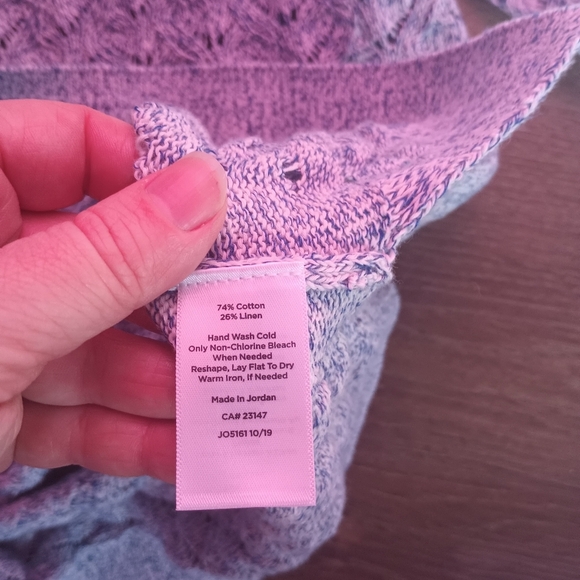 74% Cotton
26% Linen
Hand Wash Cold
Only Non-Chlorine Bleach
When Needed
Reshape, Lay Flat To Dry
Warm Iron, If Needed
Made In Jordan
CA# 23147
JO5161 10/19